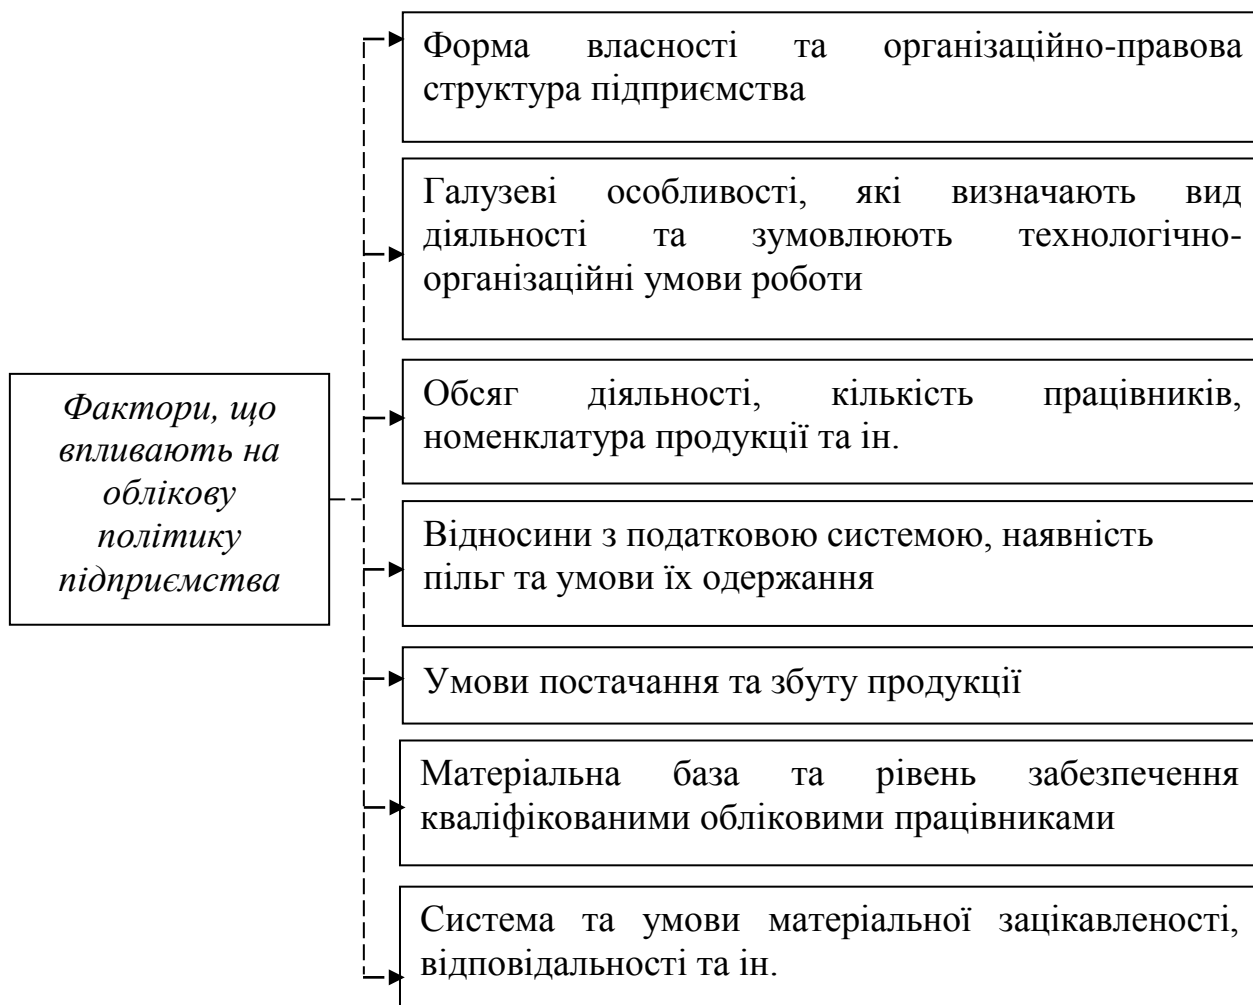 Форма власності та організаційно-правова
структура підприємства
Галузеві особливості, які визначають вид
діяльності та зумовлюють технологічно-
організаційні умови роботи
Фактори, що
впливають на
облікову
політику
підприємства
Обсяг діяльності, кількість працівників,
номенклатура продукції та ін.
Відносини з податковою системою, наявність
пільг та умови їх одержання
Умови постачання та збуту продукції
Матеріальна база та рівень забезпечення
кваліфікованими обліковими працівниками
Система та умови матеріальної зацікавленості,
відповідальності та ін.